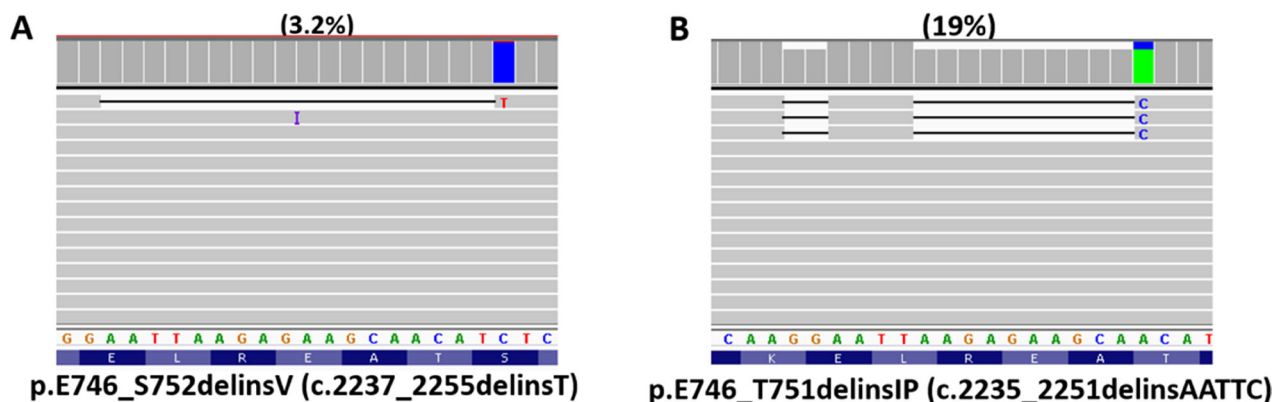 A (3.2%)
T
I
G G A A T T A A G A G A A G C A A C A T C T C
E L R E A T S
p.E746_S752delinsV (c.2237_2255delinsT)
B (19%)
C
C
C
C A A G G A A T T A A G A G A A G C A A C A T
K E L R E A T
p.E746_T751delinsIP (c.2235_2251delinsAATTC)